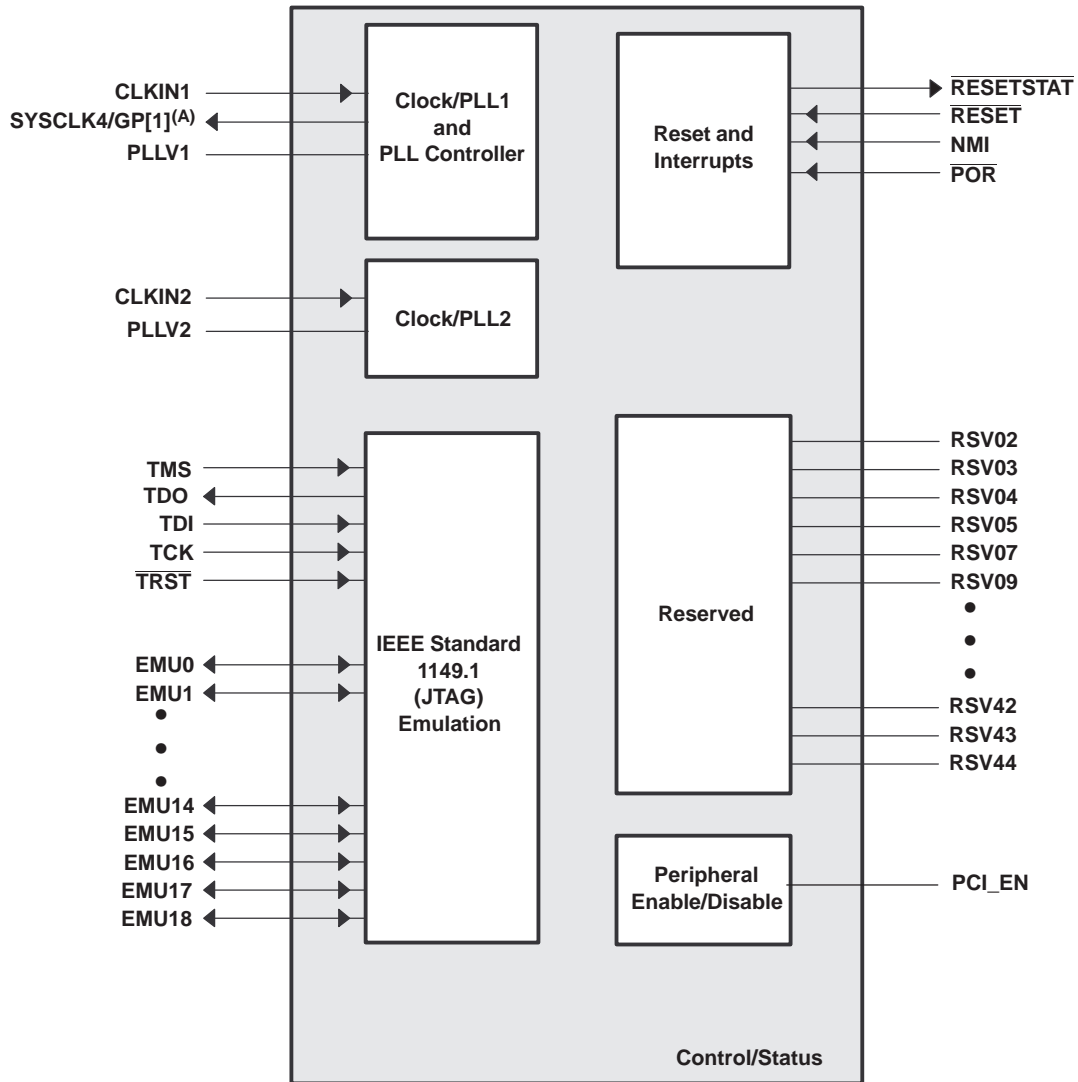 CLKIN1
SYSCLK4/GP[1](A)
PLLV1
Clock/PLL1
and
PLL Controller
CLKIN2
PLLV2
Clock/PLL2
TMS
TDO
TDI
TCK
TRST
EMU0
EMU1
•
•
•
EMU14
EMU15
EMU16
EMU17
EMU18
IEEE Standard
1149.1
(JTAG)
Emulation
Reset and
Interrupts
RESETSTAT
RESET
NMI
POR
Reserved
RSV02
RSV03
RSV04
RSV05
RSV07
RSV09
•
•
•
RSV42
RSV43
RSV44
Peripheral
Enable/Disable
PCI_EN
Control/Status